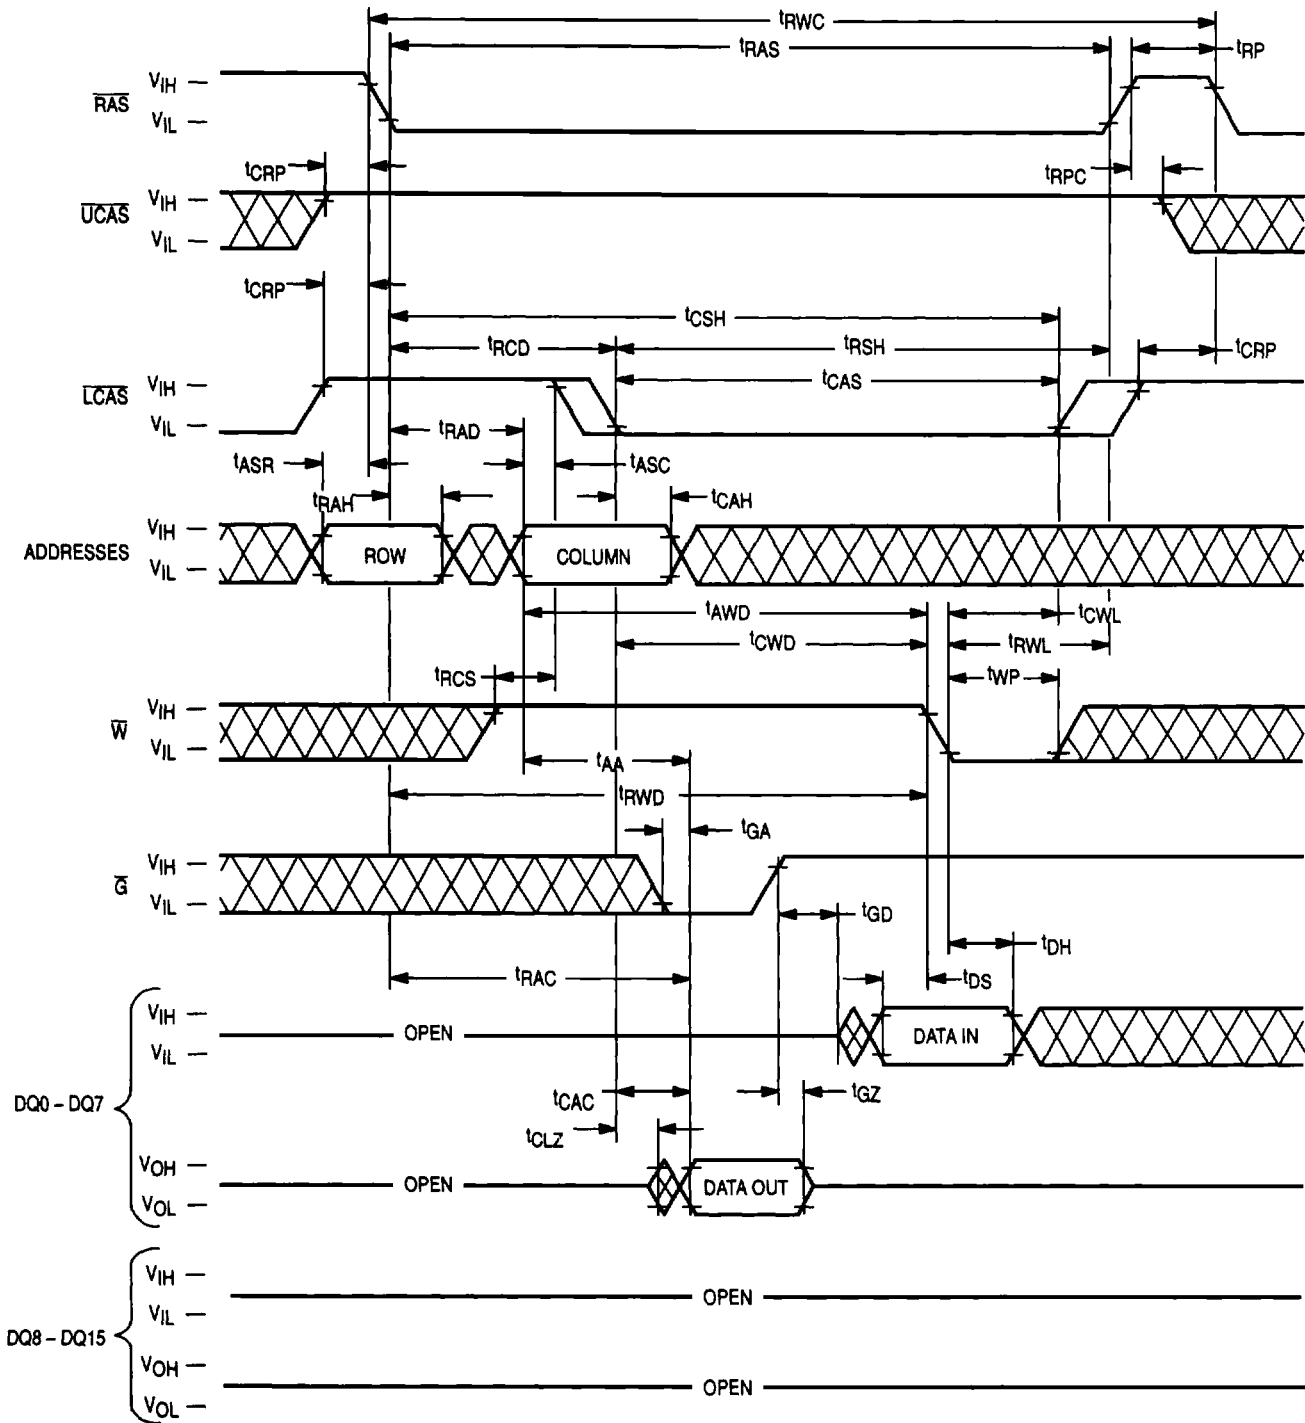 tRWC
tRAS
tRP
RAS
VIH
VIL
tCRP
tRPC
UCAS
VIH
VIL
tCRP
tCSH
tRCD
tRSH
tCRP
LCAS
VIH
VIL
tCAS
tRAD
tASR
tASC
tRAH
tCAH
ADDRESSES
VIH
VIL
ROW
COLUMN
tAWD
tCWL
tCWD
tRWL
tRCS
tWP
W
VIH
VIL
tAA
tRWD
tGA
G
VIH
VIL
tGD
tDH
tRAC
tDS
DQ0 – DQ7
VIH
VIL
OPEN
DATA IN
tCAC
tGZ
tCLZ
VOH
VOL
OPEN
DATA OUT
DQ8 – DQ15
VIH
VIL
OPEN
VOH
VOL
OPEN